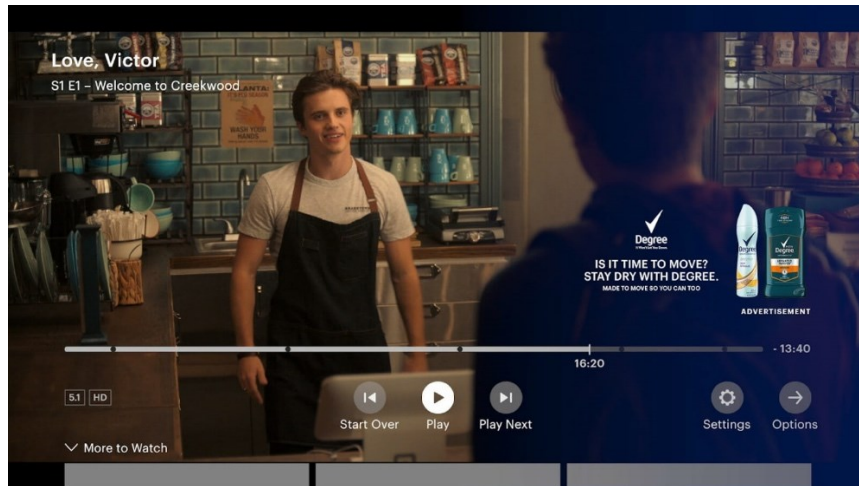 Love, Victor
S1 E1 – Welcome to Creekwood
WASH YOUR
HANDS
Degree
IS IT TIME TO MOVE?
STAY DRY WITH DEGREE.
MADE TO MOVE SO YOU CAN TOO
Degree
Degree
ADVERTISEMENT
- 13:40
16:20
5.1 HD
Start Over
Play
Play Next
Settings
Options
More to Watch